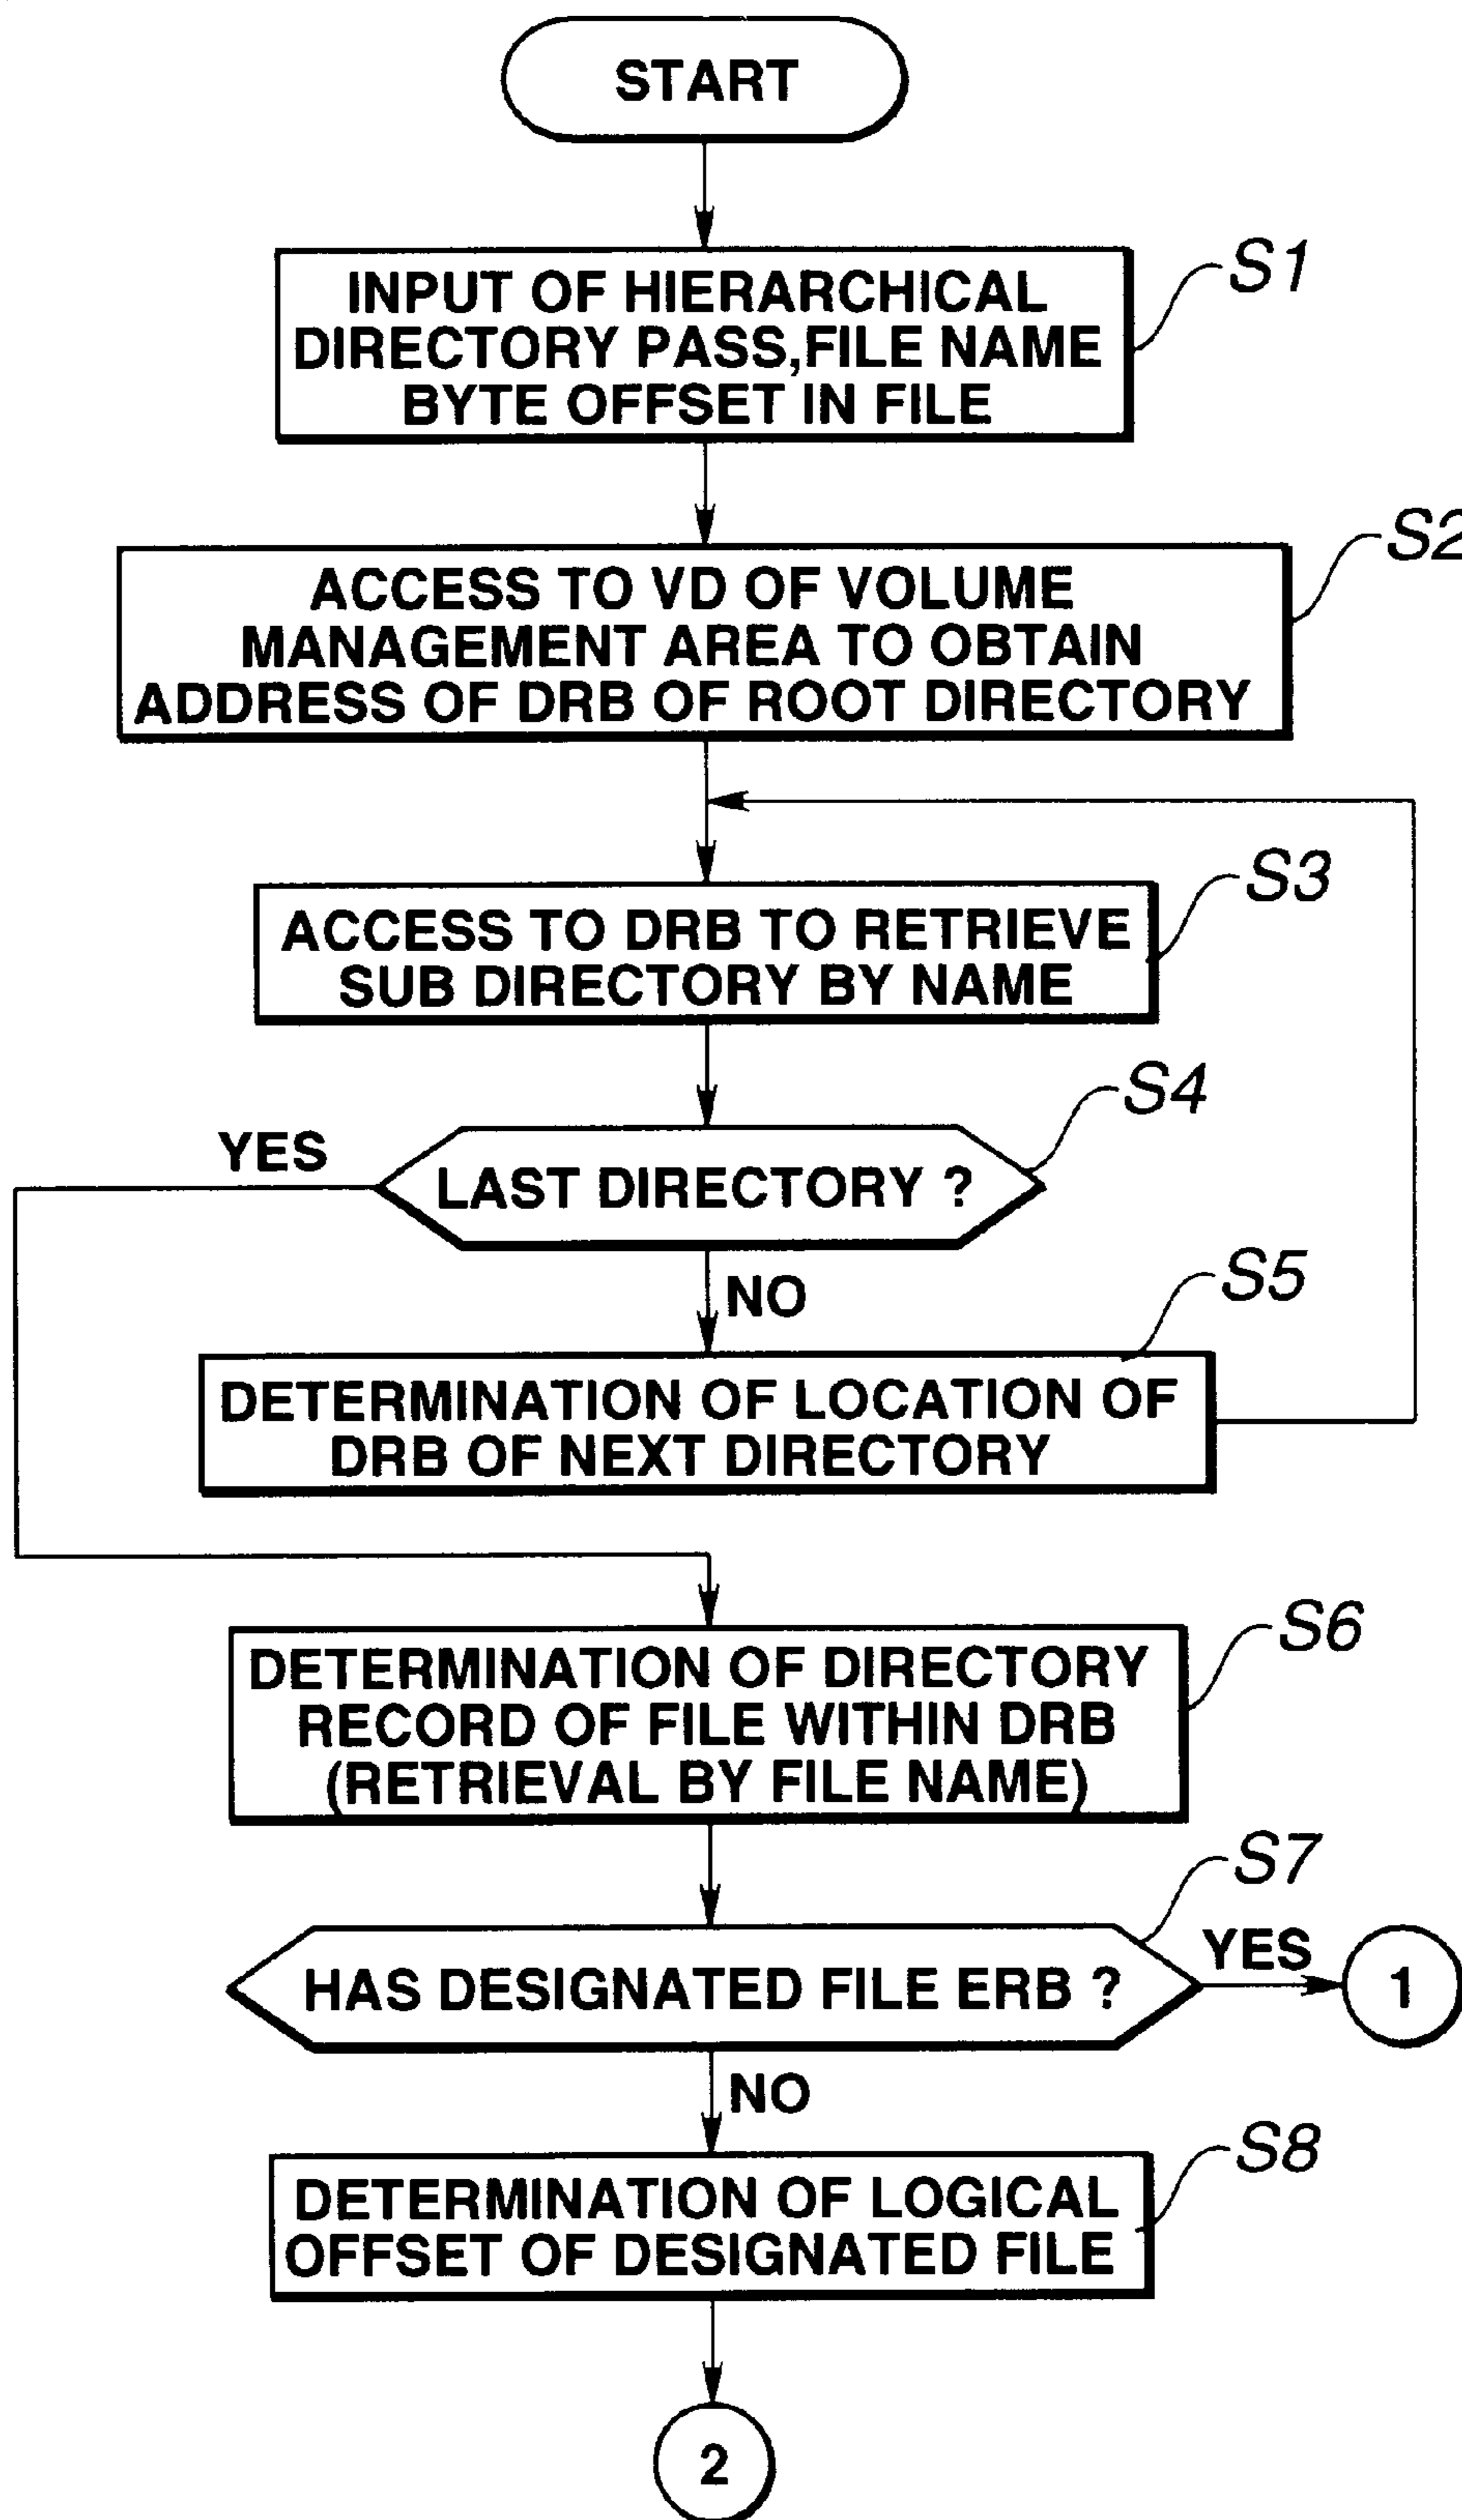 START
S1
INPUT OF HIERARCHICAL
DIRECTORY PASS,FILE NAME
BYTE OFFSET IN FILE
S2
ACCESS TO VD OF VOLUME
MANAGEMENT AREA TO OBTAIN
ADDRESS OF DRB OF ROOT DIRECTORY
S3
ACCESS TO DRB TO RETRIEVE
SUB DIRECTORY BY NAME
S4
YES
LAST DIRECTORY ?
NO
S5
DETERMINATION OF LOCATION OF
DRB OF NEXT DIRECTORY
S6
DETERMINATION OF DIRECTORY
RECORD OF FILE WITHIN DRB
(RETRIEVAL BY FILE NAME)
S7
YES
HAS DESIGNATED FILE ERB ?
1
NO
S8
DETERMINATION OF LOGICAL
OFFSET OF DESIGNATED FILE
2